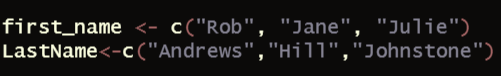 first_name <- c("Rob", "Jane", "Julie")
LastName<-c("Andrews","Hill","Johnstone")